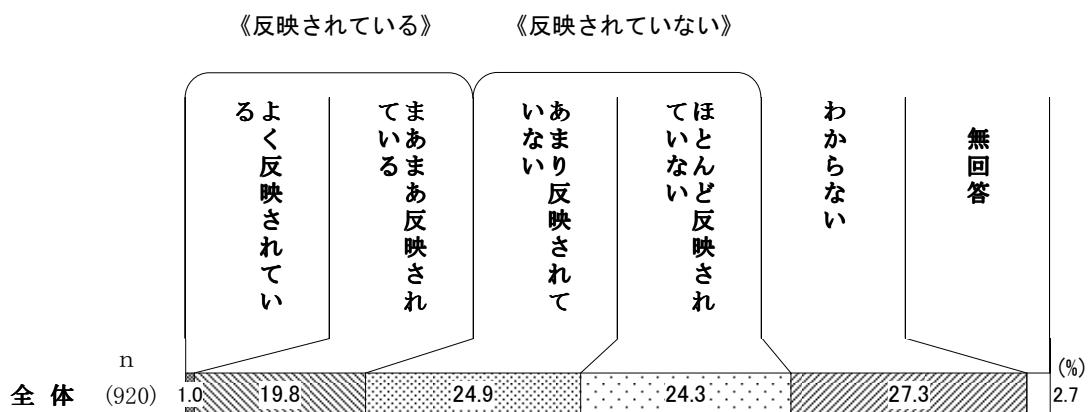 《反映されている》
《反映されていない》
よく反映されてい
る
まあまあ反映され
ている
あまり反映されて
いない
ほとんど反映され
ていない
わからない
無回答
n
(%)
全体
(920)
1.0
19.8
24.9
24.3
27.3
2.7